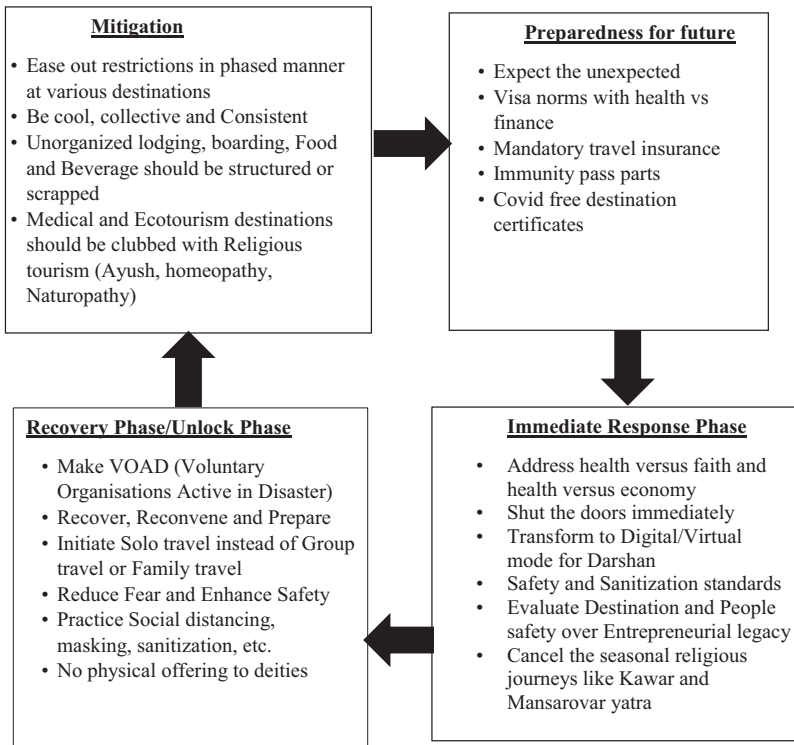 Mitigation
• Ease out restrictions in phased manner
at various destinations
• Be cool, collective and Consistent
• Unorganized lodging, boarding, Food
and Beverage should be structured or
scrapped
• Medical and Ecotourism destinations
should be clubbed with Religious
tourism (Ayush, homeopathy,
Naturopathy)
Preparedness for future
• Expect the unexpected
• Visa norms with health vs
finance
• Mandatory travel insurance
• Immunity pass parts
• Covid free destination
certificates
Recovery Phase/Unlock Phase
• Make VOAD (Voluntary
Organisations Active in Disaster)
• Recover, Reconvene and Prepare
• Initiate Solo travel instead of Group
travel or Family travel
• Reduce Fear and Enhance Safety
• Practice Social distancing,
masking, sanitization, etc.
• No physical offering to deities
Immediate Response Phase
• Address health versus faith and
health versus economy
• Shut the doors immediately
• Transform to Digital/Virtual
mode for Darshan
• Safety and Sanitization standards
• Evaluate Destination and People
safety over Entrepreneurial legacy
• Cancel the seasonal religious
journeys like Kawar and
Mansarovar yatra